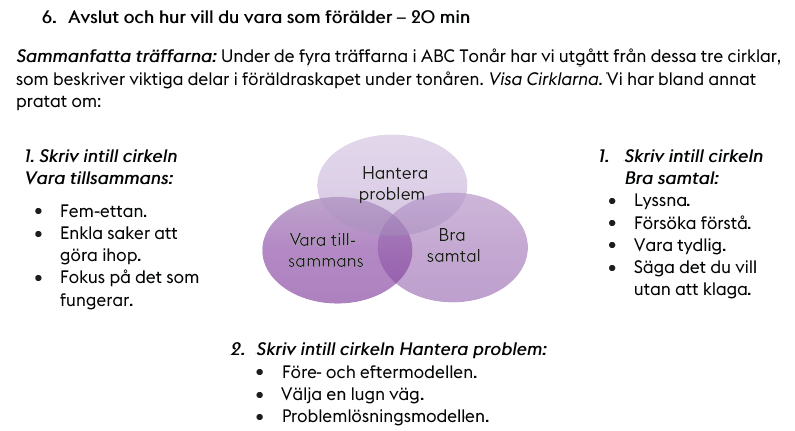 6. Avslut och hur vill du vara som förälder – 20 min
Sammanfatta träffarna: Under de fyra träffarna i ABC Tonår har vi utgått från dessa tre cirklar,
som beskriver viktiga delar i föräldraskapet under tonåren. Visa Cirklarna. Vi har bland annat
pratat om:
1. Skriv intill cirkeln
Vara tillsammans:
• Fem-ettan.
• Enkla saker att
göra ihop.
• Fokus på det som
fungerar.
Hantera
problem
Vara till-
sammans
Bra
samtal
1. Skriv intill cirkeln
Bra samtal:
• Lyssna.
• Försöka förstå.
• Vara tydlig.
• Säga det du vill
utan att klaga.
2. Skriv intill cirkeln Hantera problem:
• Före- och eftermodellen.
• Välja en lugn väg.
• Problemlösningsmodellen.